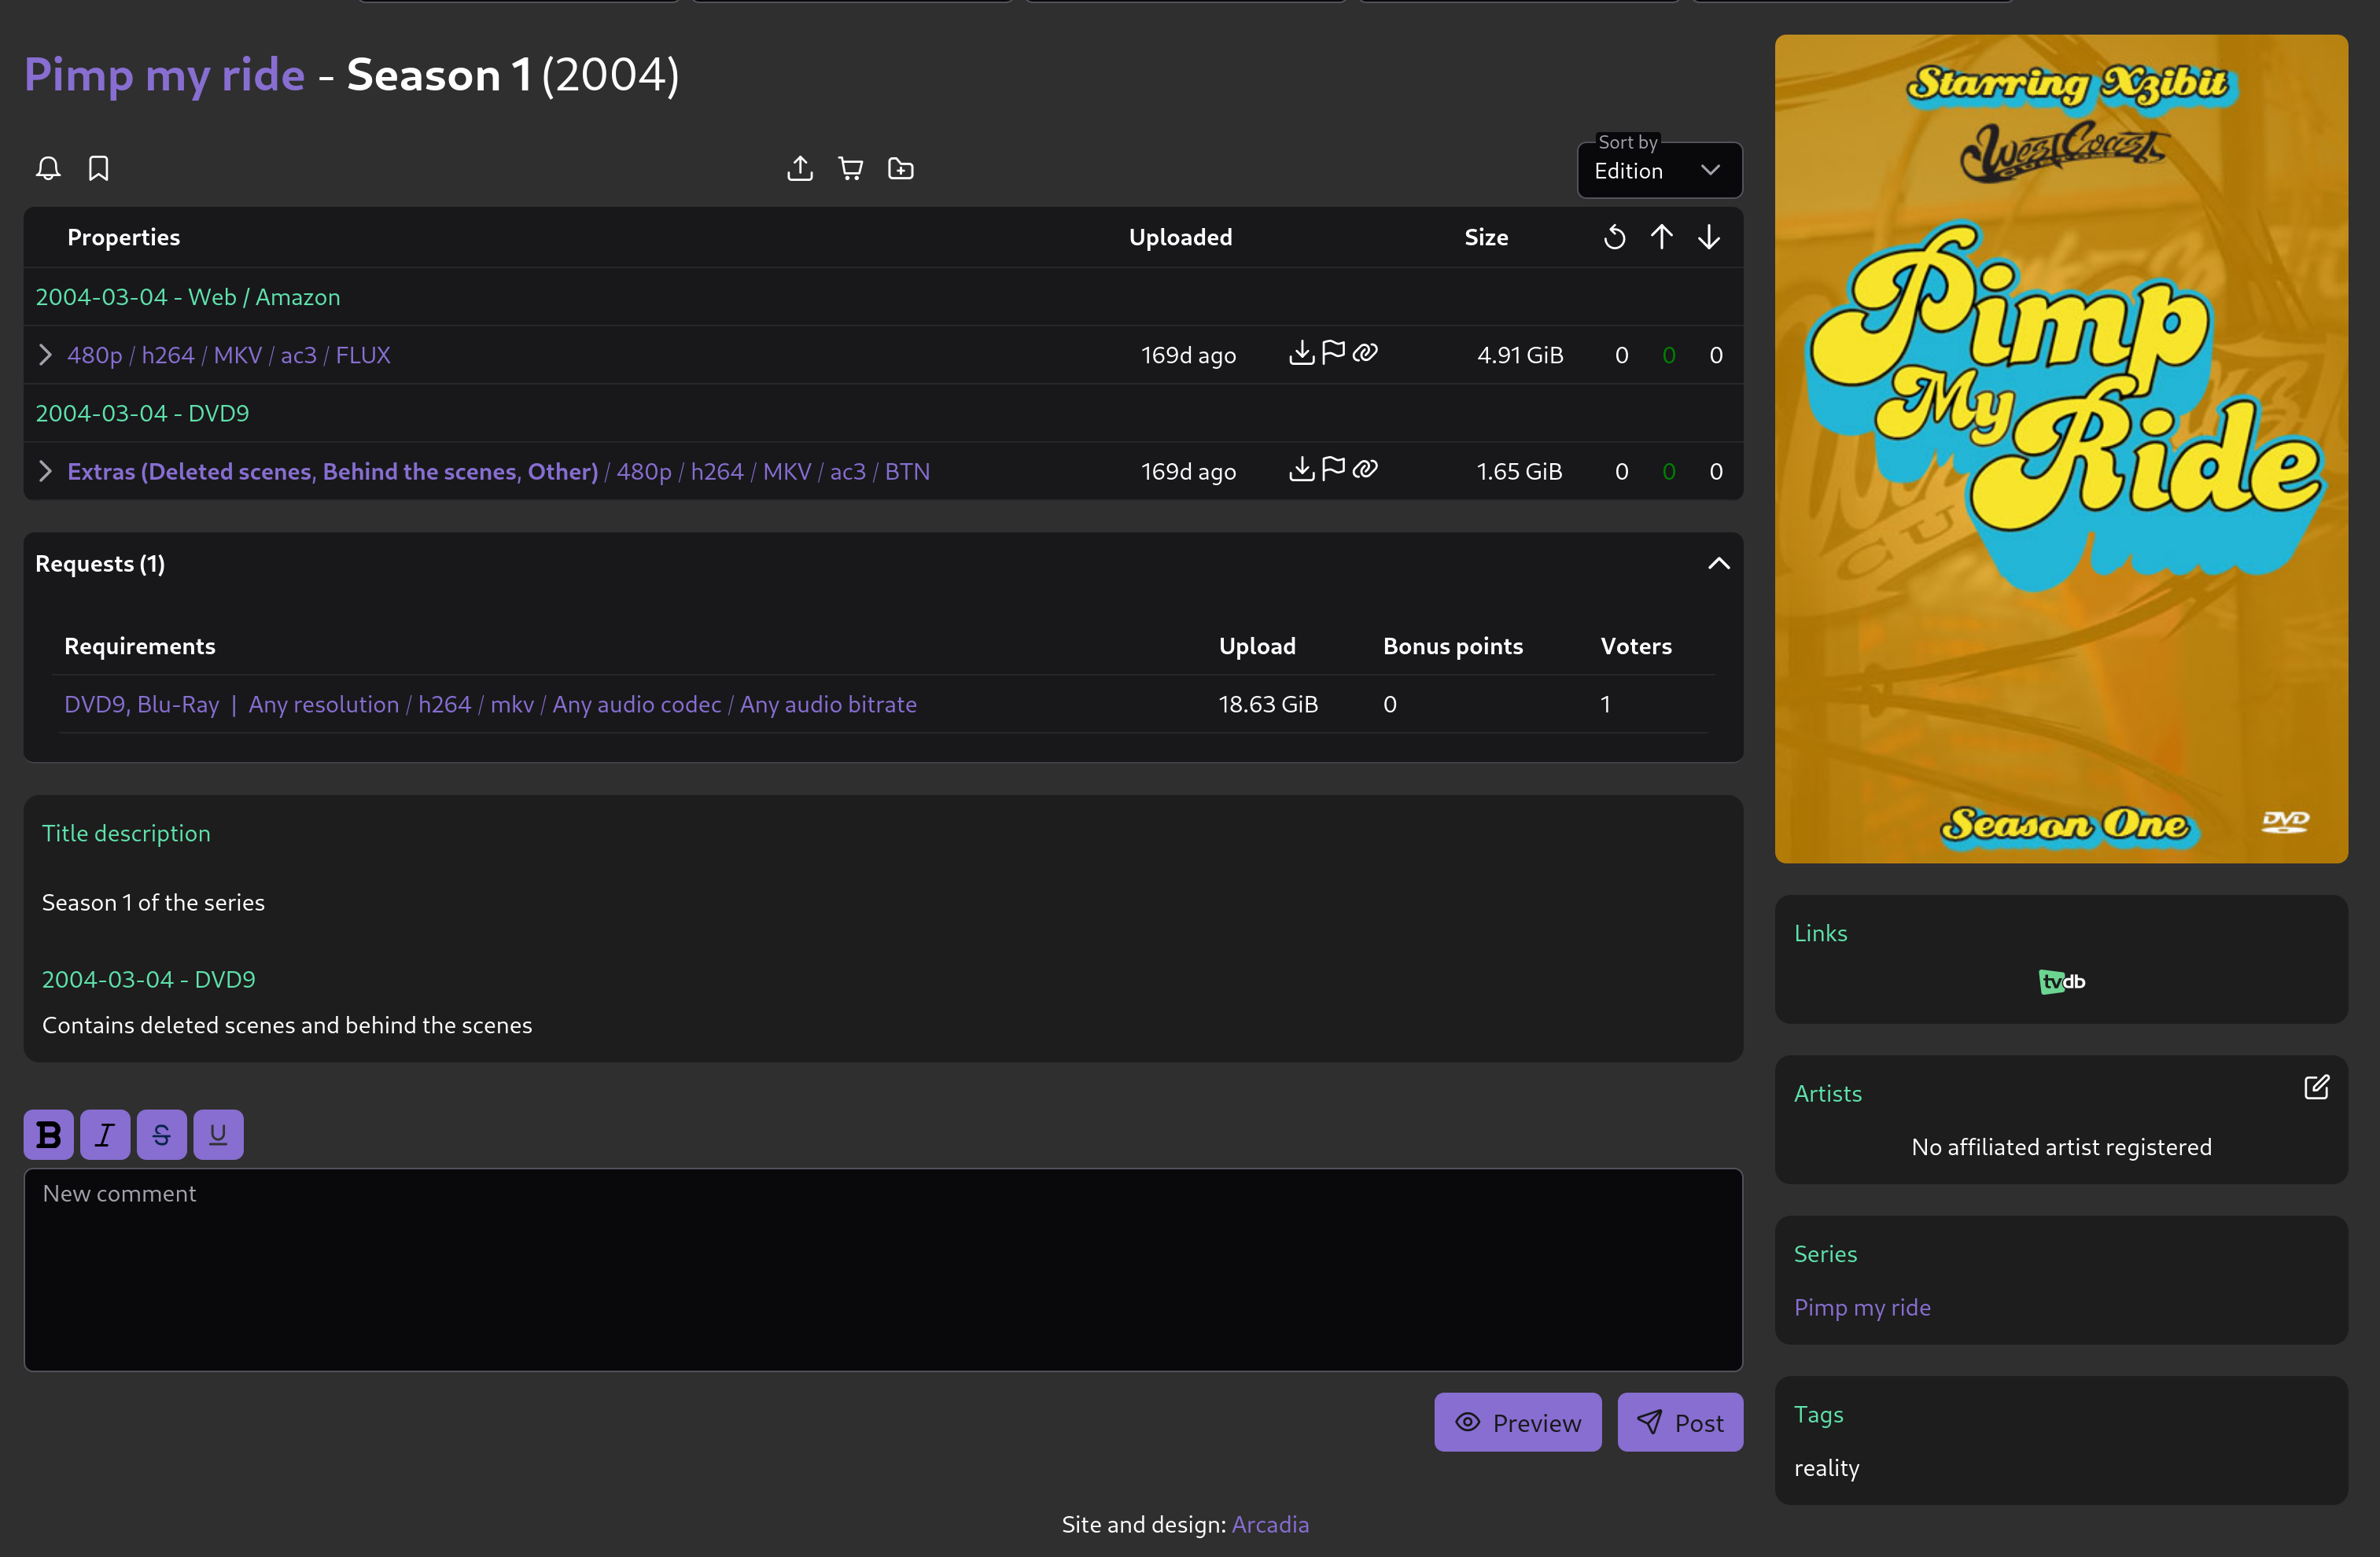 Pimp my ride - Season 1 (2004)
Sort by
Edition
Properties Uploaded Size
2004-03-04 - Web / Amazon
480p / h264 / MKV / ac3 / FLUX 169d ago 4.91 GiB 0 0 0
2004-03-04 - DVD9
Extras (Deleted scenes, Behind the scenes, Other) / 480p / h264 / MKV / ac3 / BTN 169d ago 1.65 GiB 0 0 0
Requests (1)
Requirements Upload Bonus points Voters
DVD9, Blu-Ray | Any resolution / h264 / mkv / Any audio codec / Any audio bitrate 18.63 GiB 0 1
Title description
Season 1 of the series
2004-03-04 - DVD9
Contains deleted scenes and behind the scenes
B I S U
New comment
Preview Post
Starring Xzibit
West Coast
Pimp
My
Ride
Season One DVD
Links
tvdb
Artists
No affiliated artist registered
Series
Pimp my ride
Tags
reality
Site and design: Arcadia